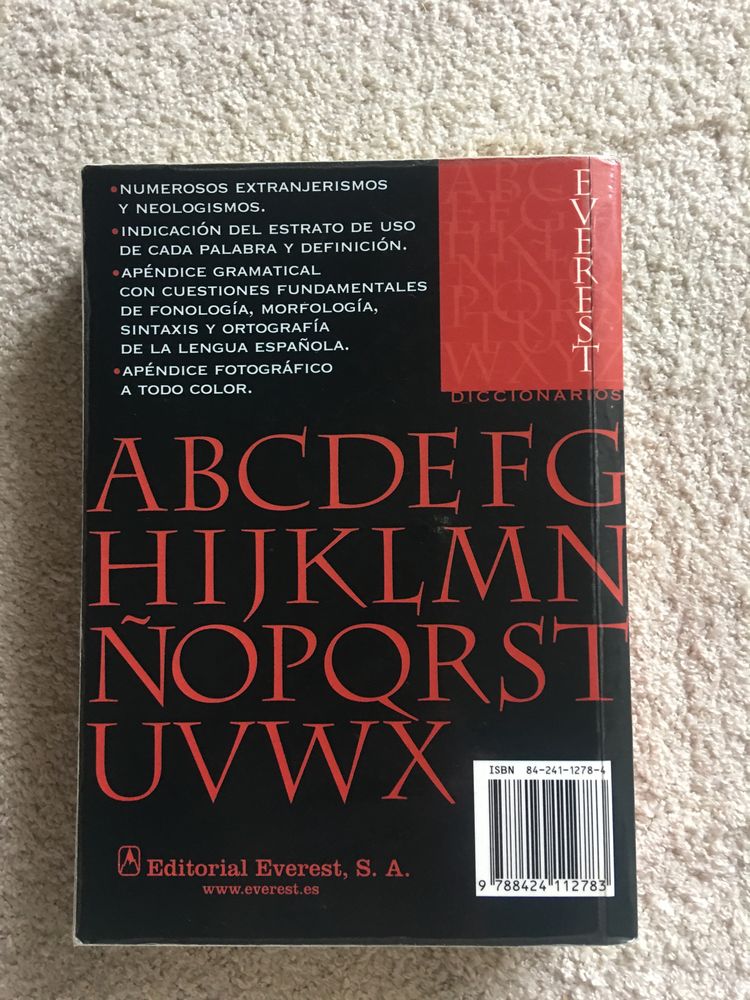 •NUMEROSOS EXTRANJERISMOS
Y NEOLOGISMOS.
•INDICACIÓN DEL ESTRATO DE USO
DE CADA PALABRA Y DEFINICIÓN.
•APÉNDICE GRAMATICAL
CON CUESTIONES FUNDAMENTALES
DE FONOLOGÍA, MORFOLOGÍA,
SINTAXIS Y ORTOGRAFÍA
DE LA LENGUA ESPAÑOLA.
•APÉNDICE FOTOGRÁFICO
A TODO COLOR.
EVEREST
DICCIONARIOS
ABCDEFG
HIJKLMN
ÑOPQRST
UVWX
ISBN 84-241-1278-4
9 788424 112783
Editorial Everest, S. A.
www.everest.es